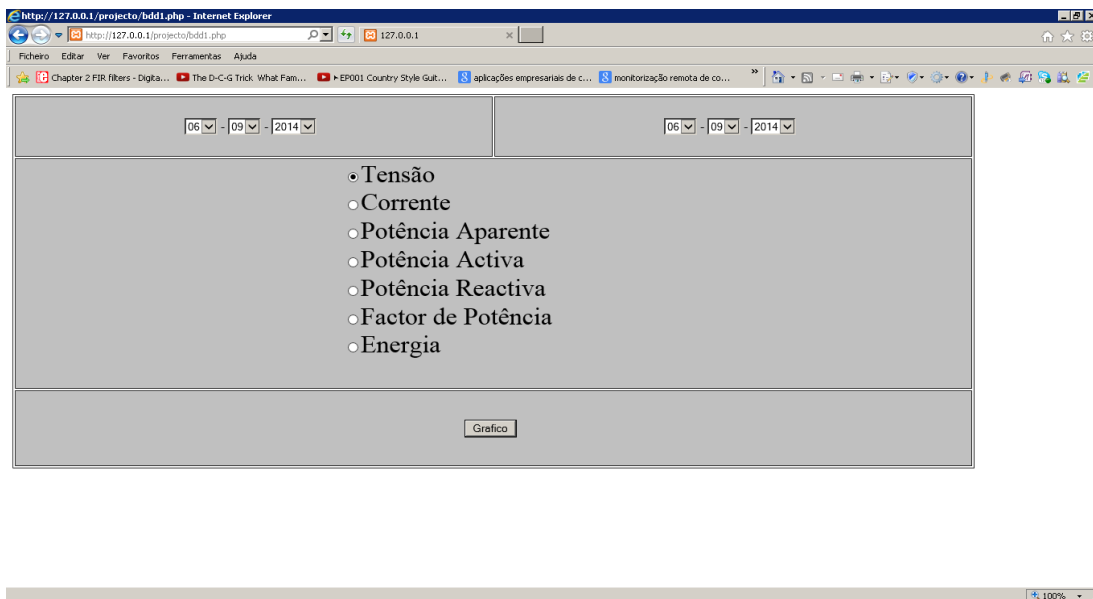 http://127.0.0.1/projecto/bdd1.php - Internet Explorer
http://127.0.0.1/projecto/bdd1.php 127.0.0.1
Ficheiro Editar Ver Favoritos Ferramentas Ajuda
Chapter 2 FIR filters - Digita... The D-C-G Trick What Fam... EP001 Country Style Guit... aplicações empresariais de c... monitorização remota de co... »
06 - 09 - 2014 06 - 09 - 2014
Tensão
Corrente
Potência Aparente
Potência Activa
Potência Reactiva
Factor de Potência
Energia
Grafico
100%